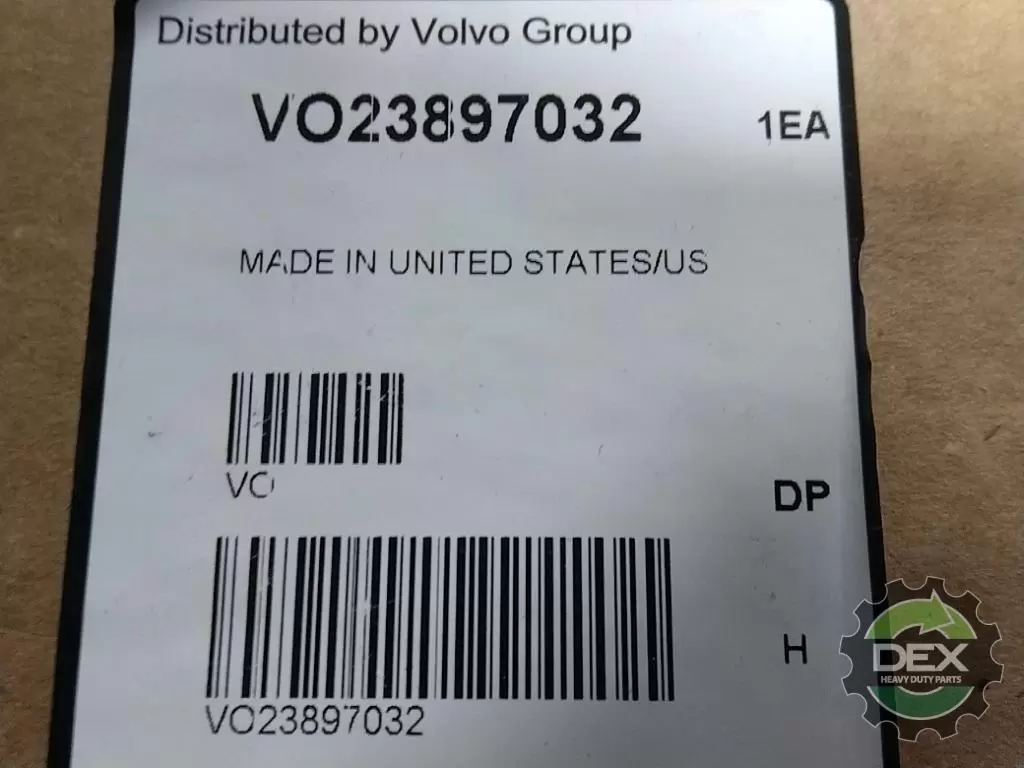 Distributed by Volvo Group
VO23897032 1EA
MADE IN UNITED STATES/US
VO
DP
H
VO23897032
DEX
HEAVY DUTY PARTS